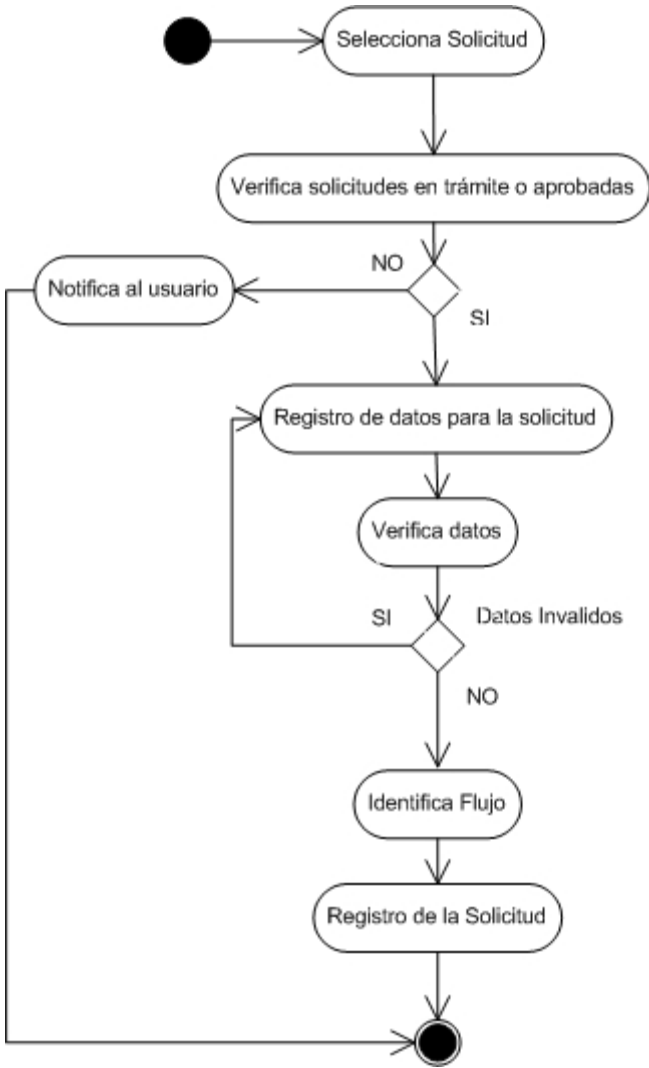 Selecciona Solicitud
Verifica solicitudes en trámite o aprobadas
NO
Notifica al usuario
SI
Registro de datos para la solicitud
Verifica datos
SI
Datos Invalidos
NO
Identifica Flujo
Registro de la Solicitud